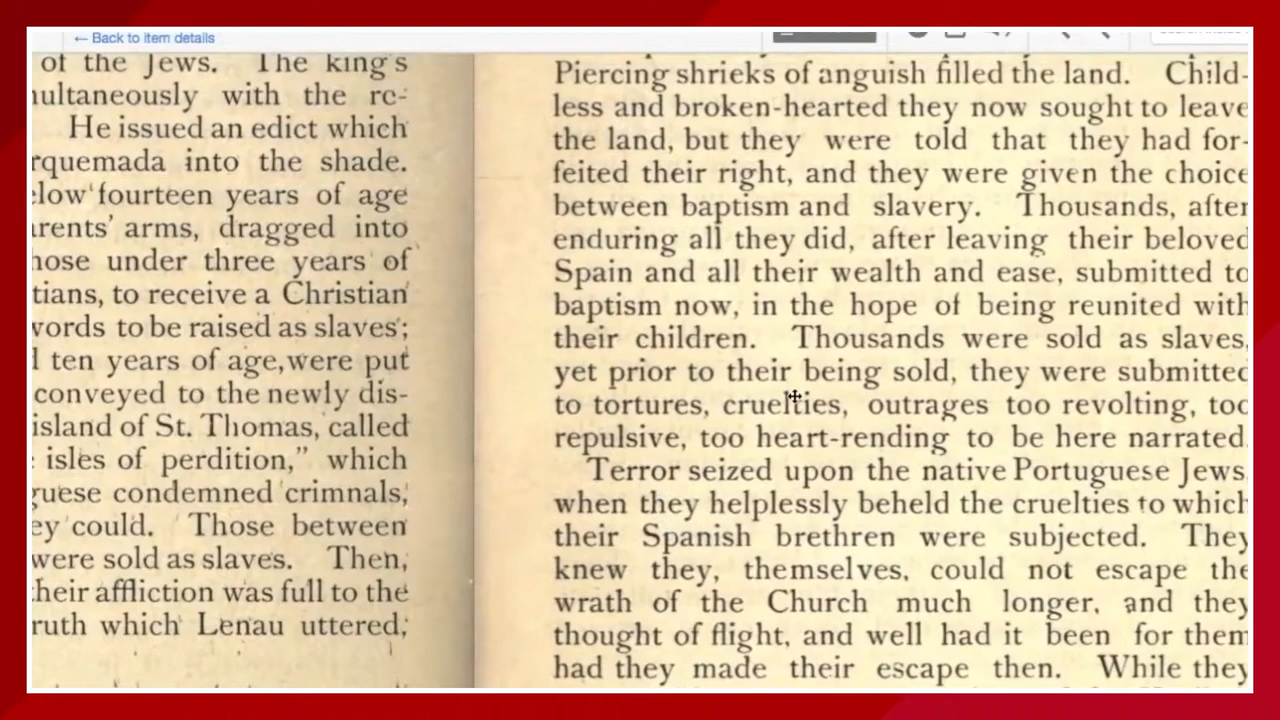 ← Back to item details
of the Jews. The king's
multaneously with the re-
He issued an edict which
rquemada into the shade.
elow fourteen years of age
arents' arms, dragged into
hose under three years of
tians, to receive a Christian
words to be raised as slaves;
d ten years of age, were put
conveyed to the newly dis-
island of St. Thomas, called
isles of perdition," which
guese condemned crimnals,
ey could. Those between
were sold as slaves. Then,
heir affliction was full to the
ruth which Lenau uttered,
Piercing shrieks of anguish filled the land. Child-
less and broken-hearted they now sought to leave
the land, but they were told that they had for-
feited their right, and they were given the choice
between baptism and slavery. Thousands, after
enduring all they did, after leaving their beloved
Spain and all their wealth and ease, submitted to
baptism now, in the hope of being reunited with
their children. Thousands were sold as slaves,
yet prior to their being sold, they were submitted
to tortures, cruelties, outrages too revolting, too
repulsive, too heart-rending to be here narrated.
Terror seized upon the native Portuguese Jews,
when they helplessly beheld the cruelties to which
their Spanish brethren were subjected. They
knew they, themselves, could not escape the
wrath of the Church much longer, and they
thought of flight, and well had it been for them
had they made their escape then. While they